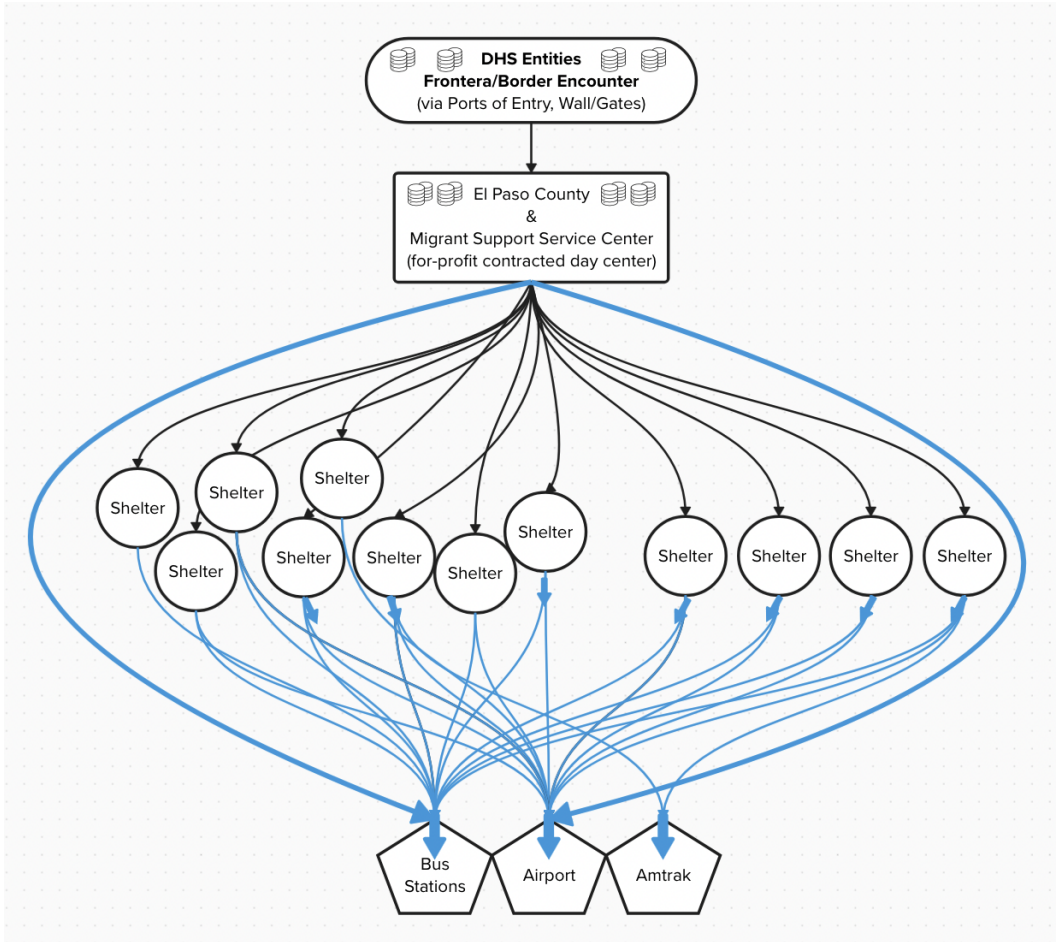 DHS Entities
Frontera/Border Encounter
(via Ports of Entry, Wall/Gates)
El Paso County
&
Migrant Support Service Center
(for-profit contracted day center)
Shelter
Shelter
Shelter
Shelter
Shelter
Shelter
Shelter
Shelter
Shelter
Shelter
Shelter
Shelter
Bus
Stations
Airport
Amtrak